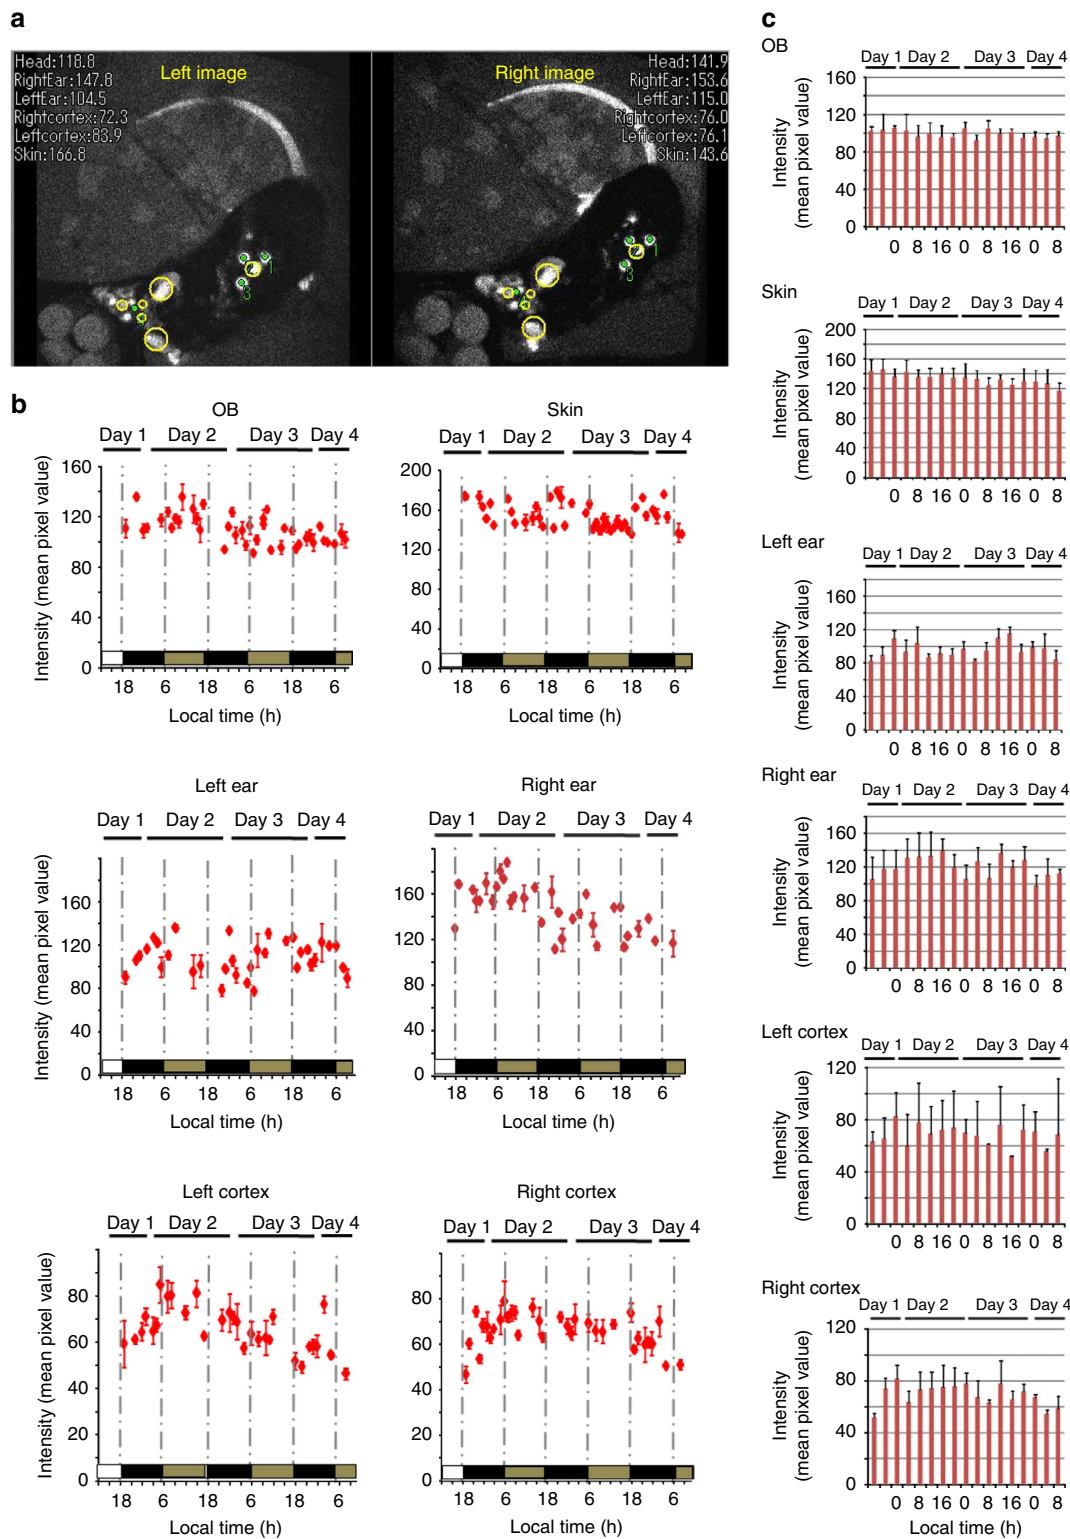 a
Head:118.8
RightEar:147.8
LeftEar:104.5
Rightcortex:72.3
Leftcortex:83.9
Skin:166.8
Left image
1
3
Right image
Head:141.9
RightEar:153.6
LeftEar:115.0
Rightcortex:76.0
Leftcortex:76.1
Skin:143.6
1
3
b
OB
Day 1 Day 2 Day 3 Day 4
Intensity (mean pixel value)
160
120
80
40
0
18 6 18 6 18 6
Local time (h)
Skin
Day 1 Day 2 Day 3 Day 4
200
160
120
80
40
0
18 6 18 6 18 6
Local time (h)
Left ear
Day 1 Day 2 Day 3 Day 4
Intensity (mean pixel value)
160
120
80
40
0
18 6 18 6 18 6
Local time (h)
Right ear
Day 1 Day 2 Day 3 Day 4
160
120
80
40
0
18 6 18 6 18 6
Local time (h)
Left cortex
Day 1 Day 2 Day 3 Day 4
Intensity (mean pixel value)
80
60
40
20
0
18 6 18 6 18 6
Local time (h)
Right cortex
Day 1 Day 2 Day 3 Day 4
80
60
40
20
0
18 6 18 6 18 6
Local time (h)
c
OB
Day 1 Day 2 Day 3 Day 4
Intensity
(mean pixel value)
160
120
80
40
0
0 8 16 0 8 16 0 8
Skin
Day 1 Day 2 Day 3 Day 4
Intensity
(mean pixel value)
200
160
120
80
40
0
0 8 16 0 8 16 0 8
Left ear
Day 1 Day 2 Day 3 Day 4
Intensity
(mean pixel value)
160
120
80
40
0
0 8 16 0 8 16 0 8
Right ear
Day 1 Day 2 Day 3 Day 4
Intensity
(mean pixel value)
160
120
80
40
0
0 8 16 0 8 16 0 8
Left cortex
Day 1 Day 2 Day 3 Day 4
Intensity
(mean pixel value)
120
80
40
0
0 8 16 0 8 16 0 8
Right cortex
Day 1 Day 2 Day 3 Day 4
Intensity
(mean pixel value)
120
80
40
0
0 8 16 0 8 16 0 8